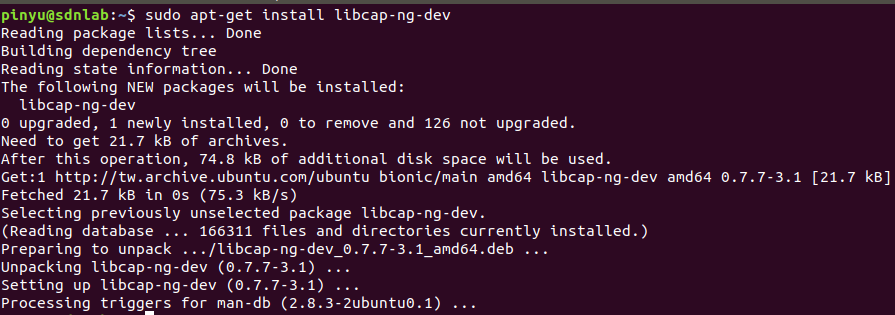 pinyu@sdnlab:~$ sudo apt-get install libcap-ng-dev
Reading package lists... Done
Building dependency tree
Reading state information... Done
The following NEW packages will be installed:
  libcap-ng-dev
0 upgraded, 1 newly installed, 0 to remove and 126 not upgraded.
Need to get 21.7 kB of archives.
After this operation, 74.8 kB of additional disk space will be used.
Get:1 http://tw.archive.ubuntu.com/ubuntu bionic/main amd64 libcap-ng-dev amd64 0.7.7-3.1 [21.7 kB]
Fetched 21.7 kB in 0s (75.3 kB/s)
Selecting previously unselected package libcap-ng-dev.
(Reading database ... 166311 files and directories currently installed.)
Preparing to unpack .../libcap-ng-dev_0.7.7-3.1_amd64.deb ...
Unpacking libcap-ng-dev (0.7.7-3.1) ...
Setting up libcap-ng-dev (0.7.7-3.1) ...
Processing triggers for man-db (2.8.3-2ubuntu0.1) ...